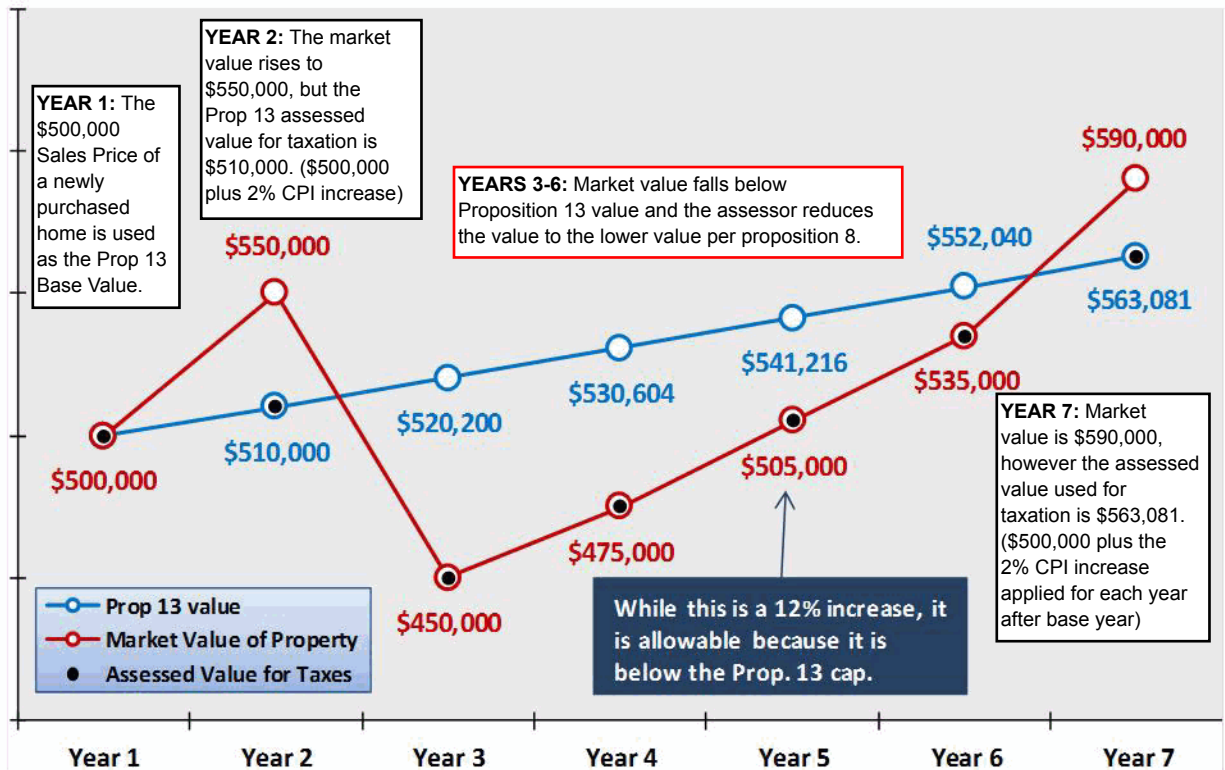 YEAR 1: The
$500,000
Sales Price of
a newly
purchased
home is used
as the Prop 13
Base Value.
YEAR 2: The market
value rises to
$550,000, but the
Prop 13 assessed
value for taxation is
$510,000. ($500,000
plus 2% CPI increase)
YEARS 3-6: Market value falls below
Proposition 13 value and the assessor reduces
the value to the lower value per proposition 8.
$590,000
$550,000
$552,040
$563,081
$541,216
$530,604
$520,200
$510,000
$500,000
$535,000
$505,000
$475,000
$450,000
YEAR 7: Market
value is $590,000,
however the assessed
value used for
taxation is $563,081.
($500,000 plus the
2% CPI increase
applied for each year
after base year)
While this is a 12% increase, it
is allowable because it is
below the Prop. 13 cap.
Prop 13 value
Market Value of Property
Assessed Value for Taxes
Year 1
Year 2
Year 3
Year 4
Year 5
Year 6
Year 7